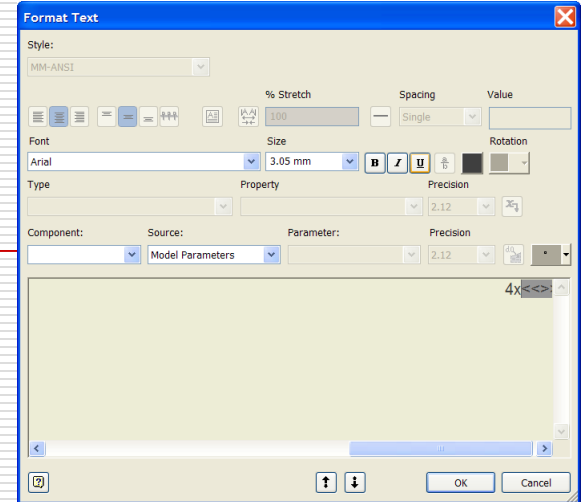 Format Text
Style:
MM-ANSI
% Stretch Spacing Value
100 Single
Font Size Rotation
Arial 3.05 mm B I U a/b
Type Property Precision
2.12
Component: Source: Parameter: Precision
Model Parameters 2.12
4x<<>>
OK Cancel